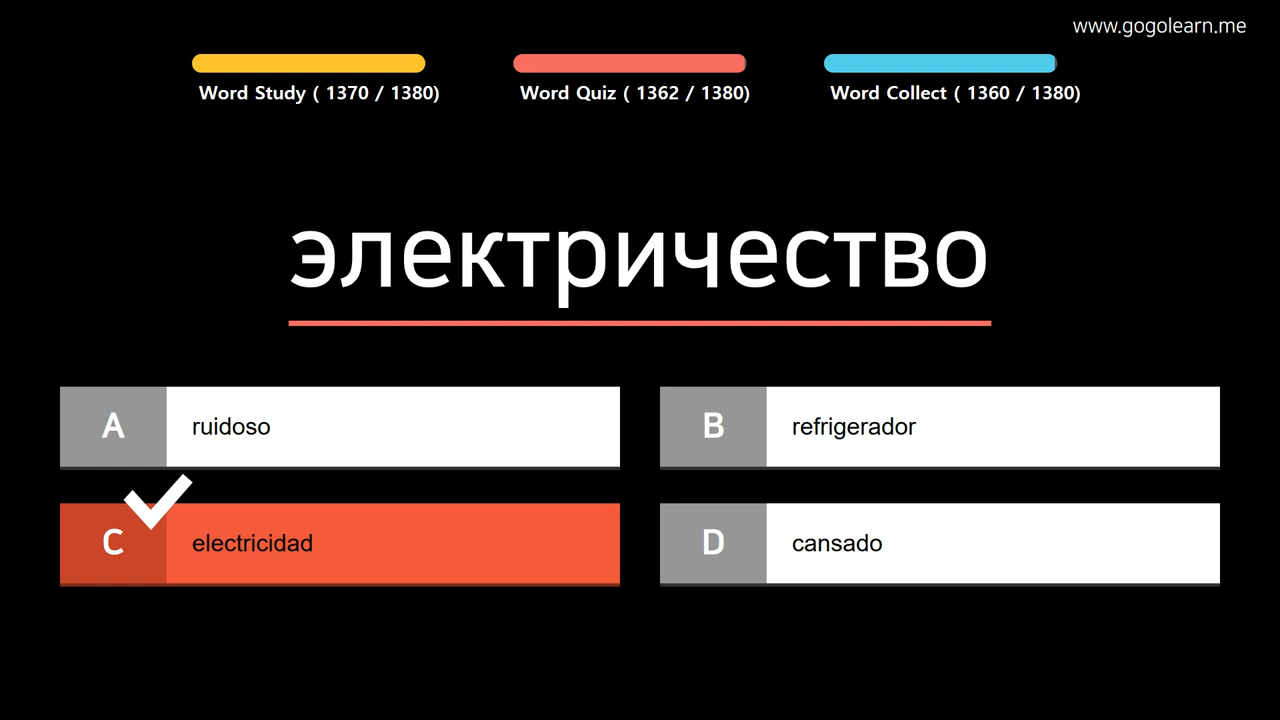 www.gogolearn.me
Word Study ( 1370 / 1380)
Word Quiz ( 1362 / 1380)
Word Collect ( 1360 / 1380)
электричество
A ruidoso
B refrigerador
C electricidad
D cansado